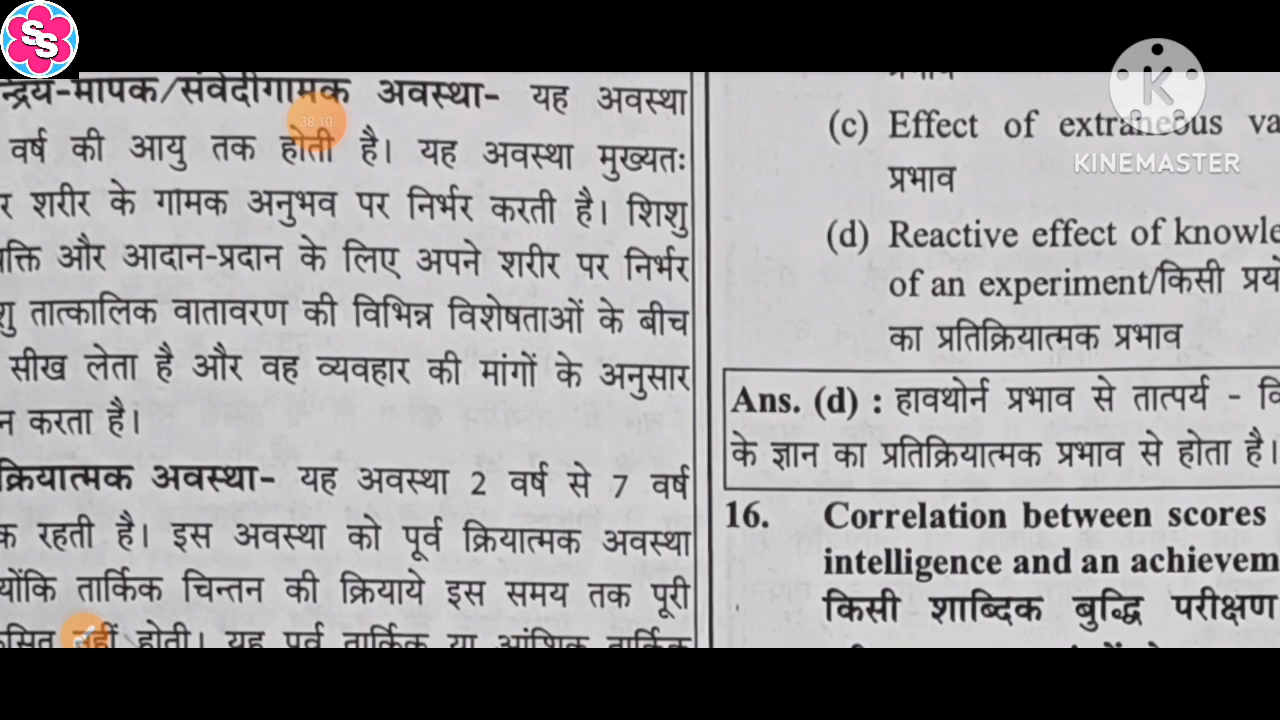 SS
न्द्रिय-मापक/संवेदीगामक अवस्था- यह अवस्था
वर्ष की आयु तक होती है। यह अवस्था मुख्यतः
र शरीर के गामक अनुभव पर निर्भर करती है। शिशु
क्ति और आदान-प्रदान के लिए अपने शरीर पर निर्भर
शु तात्कालिक वातावरण की विभिन्न विशेषताओं के बीच
सीख लेता है और वह व्यवहार की मांगों के अनुसार
न करता है।
क्रियात्मक अवस्था- यह अवस्था 2 वर्ष से 7 वर्ष
क रहती है। इस अवस्था को पूर्व क्रियात्मक अवस्था
योंकि तार्किक चिन्तन की क्रियाये इस समय तक पूरी
नहीं होती। यह पूर्व तार्किक या आंशिक तार्किक
38:10
K
KINEMASTER
(c) Effect of extraneous va
प्रभाव
(d) Reactive effect of knowle
of an experiment/किसी प्रयो
का प्रतिक्रियात्मक प्रभाव
Ans. (d) : हावथोर्न प्रभाव से तात्पर्य - कि
के ज्ञान का प्रतिक्रियात्मक प्रभाव से होता है।
16. Correlation between scores
intelligence and an achievem
किसी शाब्दिक बुद्धि परीक्षण